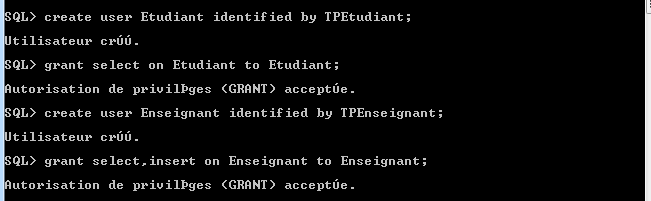 SQL> create user Etudiant identified by TPEtudiant;
Utilisateur crÚÚ.
SQL> grant select on Etudiant to Etudiant;
Autorisation de privilÞges (GRANT) acceptÚe.
SQL> create user Enseignant identified by TPEnseignant;
Utilisateur crÚÚ.
SQL> grant select,insert on Enseignant to Enseignant;
Autorisation de privilÞges (GRANT) acceptÚe.